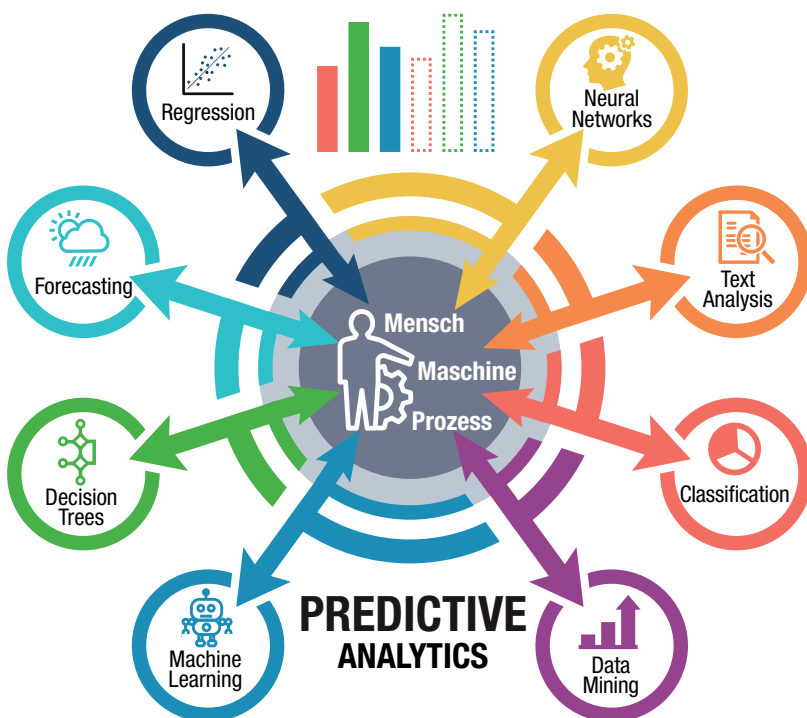 Regression
Neural
Networks
Forecasting
Text
Analysis
Mensch
Maschine
Prozess
Decision
Trees
Classification
Machine
Learning
PREDICTIVE
ANALYTICS
Data
Mining